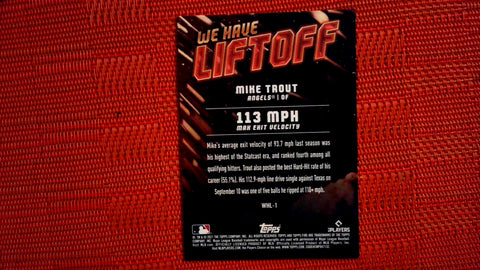 WE HAVE
LIFTOFF
MIKE TROUT
ANGELS® | OF
113 MPH
MAX EXIT VELOCITY
Mike's average exit velocity of 93.7 mph last season was
his highest of the Statcast era, and ranked fourth among all
qualifying hitters. Trout also posted the best Hard-Hit rate of his
career (55.1%). His 112.9-mph line drive single against Texas on
September 10 was one of five balls he ripped at 110+ mph.
WHL-1
Topps
PLAYERS